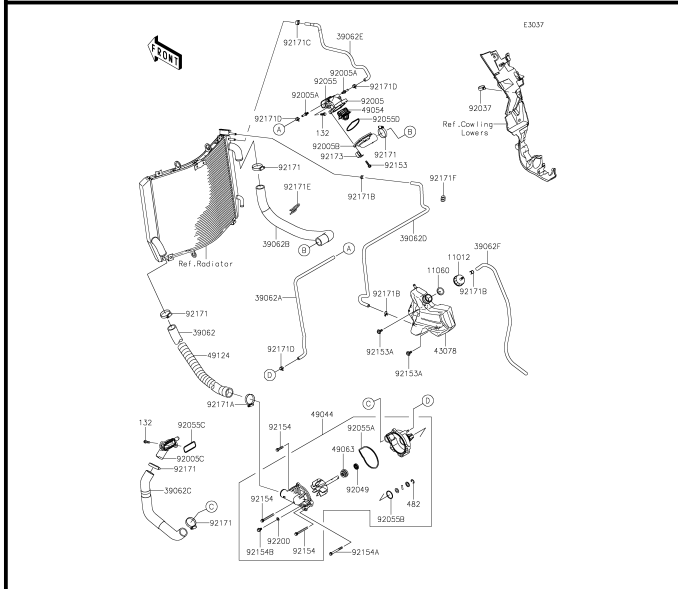 E3037
FRONT
92171C
39062E
92005A
92055
92171D
92005A
92005
49054
92055D
92171D
A
132
B
92037
Ref.Cowling
Lowers
92005B
92173
92171
92153
92171
92171E
92171B
92171F
39062B
B
A
39062D
39062F
11012
11060
92171B
Ref.Radiator
39062A
92171B
92171
39062
49124
92171D
D
92153A
43078
92153A
92171A
C
D
49044
92154
92055A
132
92055C
49063
92005C
92171
92049
39062C
C
92154
482
92055B
92171
92200
92154B
92154
92154A